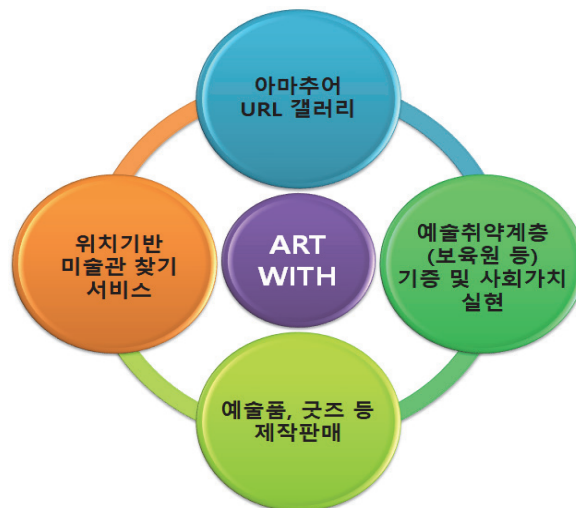 아마추어
URL 갤러리
위치기반
미술관 찾기
서비스
ART
WITH
예술취약계층
(보육원 등)
기증 및 사회가치
실현
예술품, 굿즈 등
제작판매